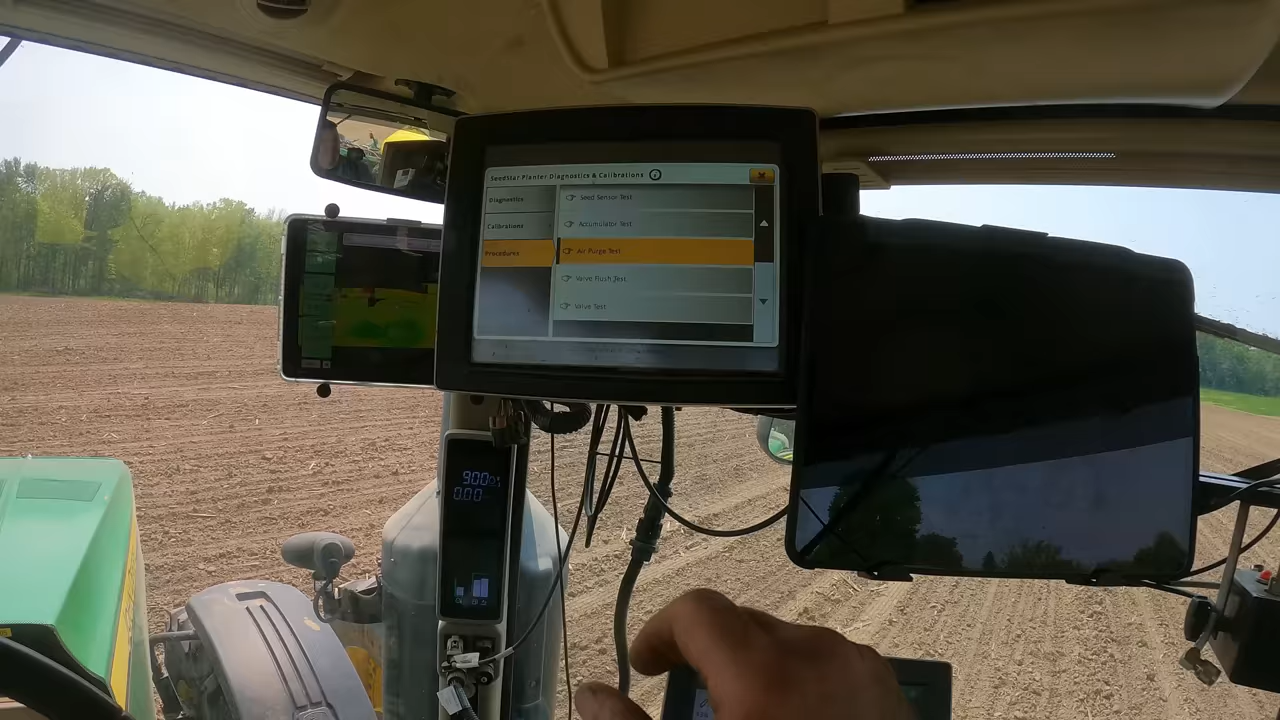 SeedStar Planter Diagnostics & Calibrations
Diagnostics
Calibrations
Procedures
Seed Sensor Test
Accumulator Test
Air Purge Test
Valve Flush Test
Valve Test
900
0.00